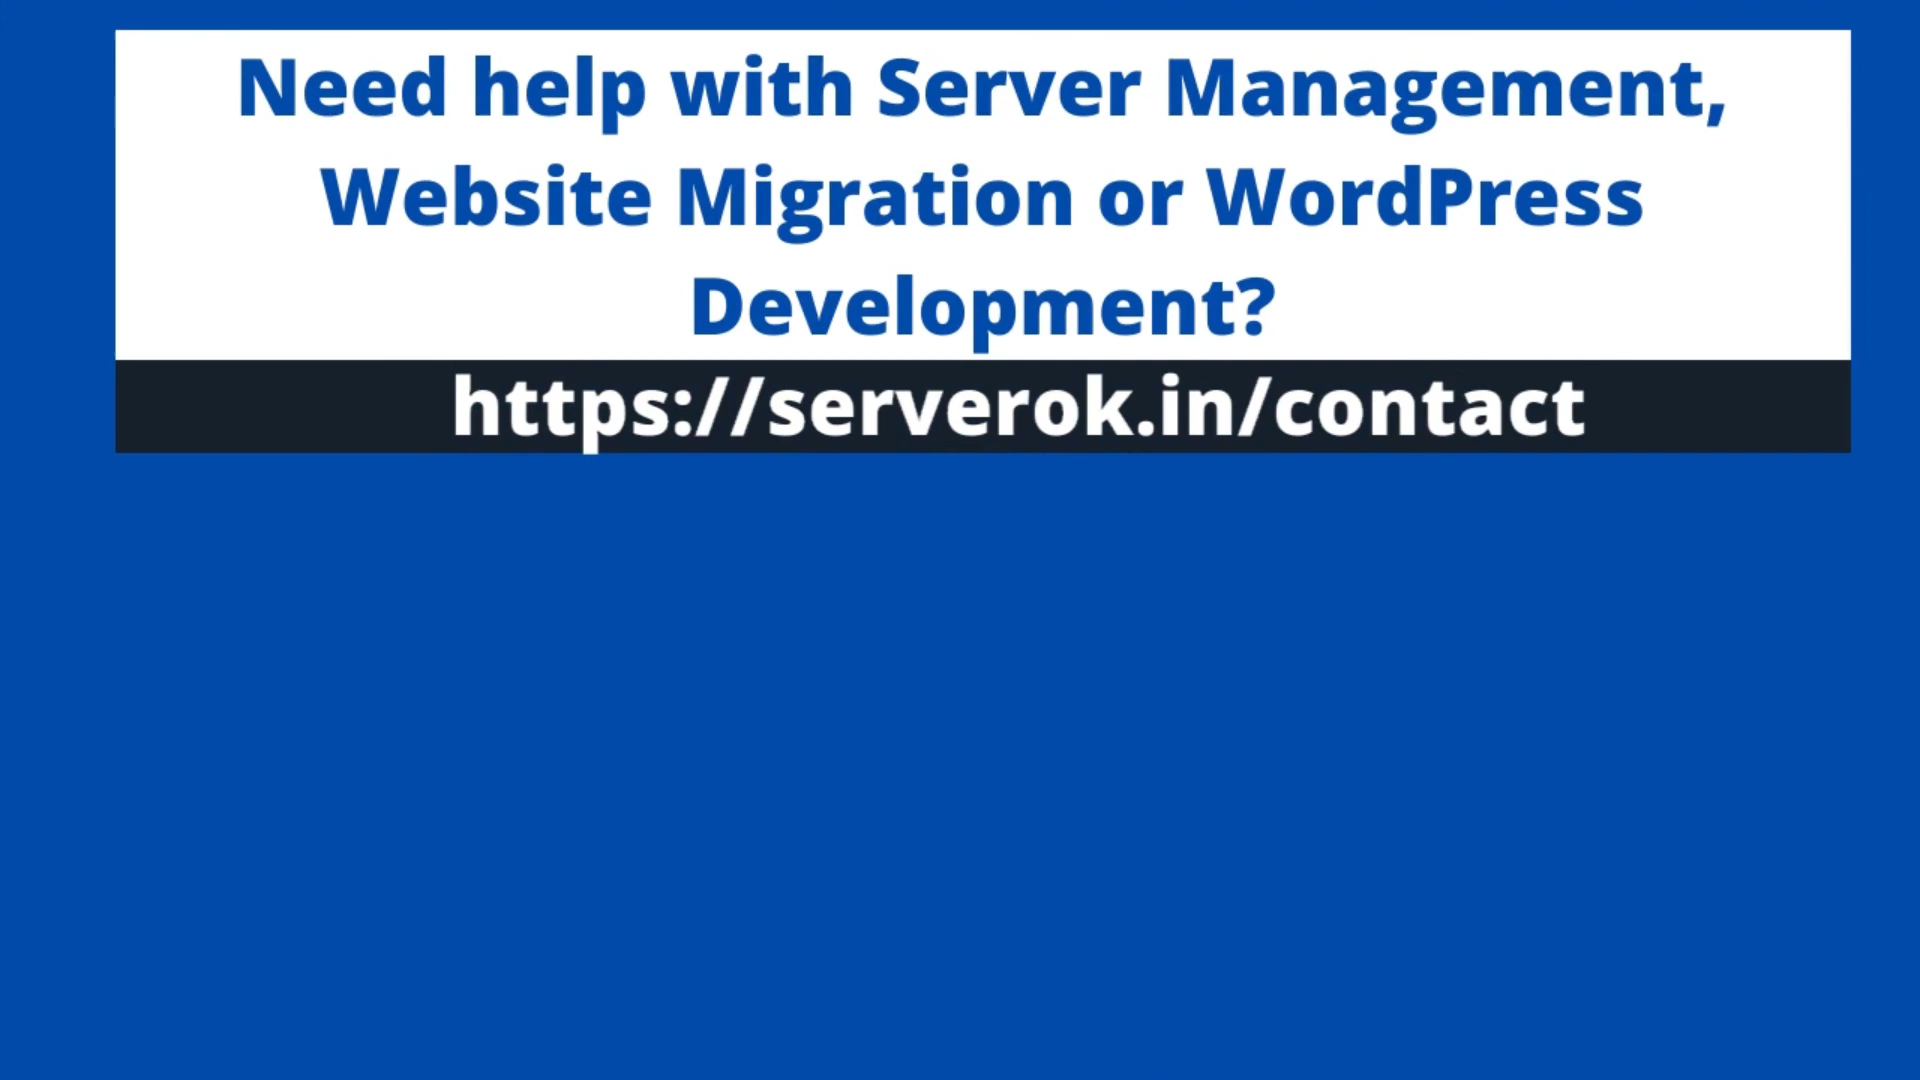 Need help with Server Management,
Website Migration or WordPress
Development?
https://serverok.in/contact